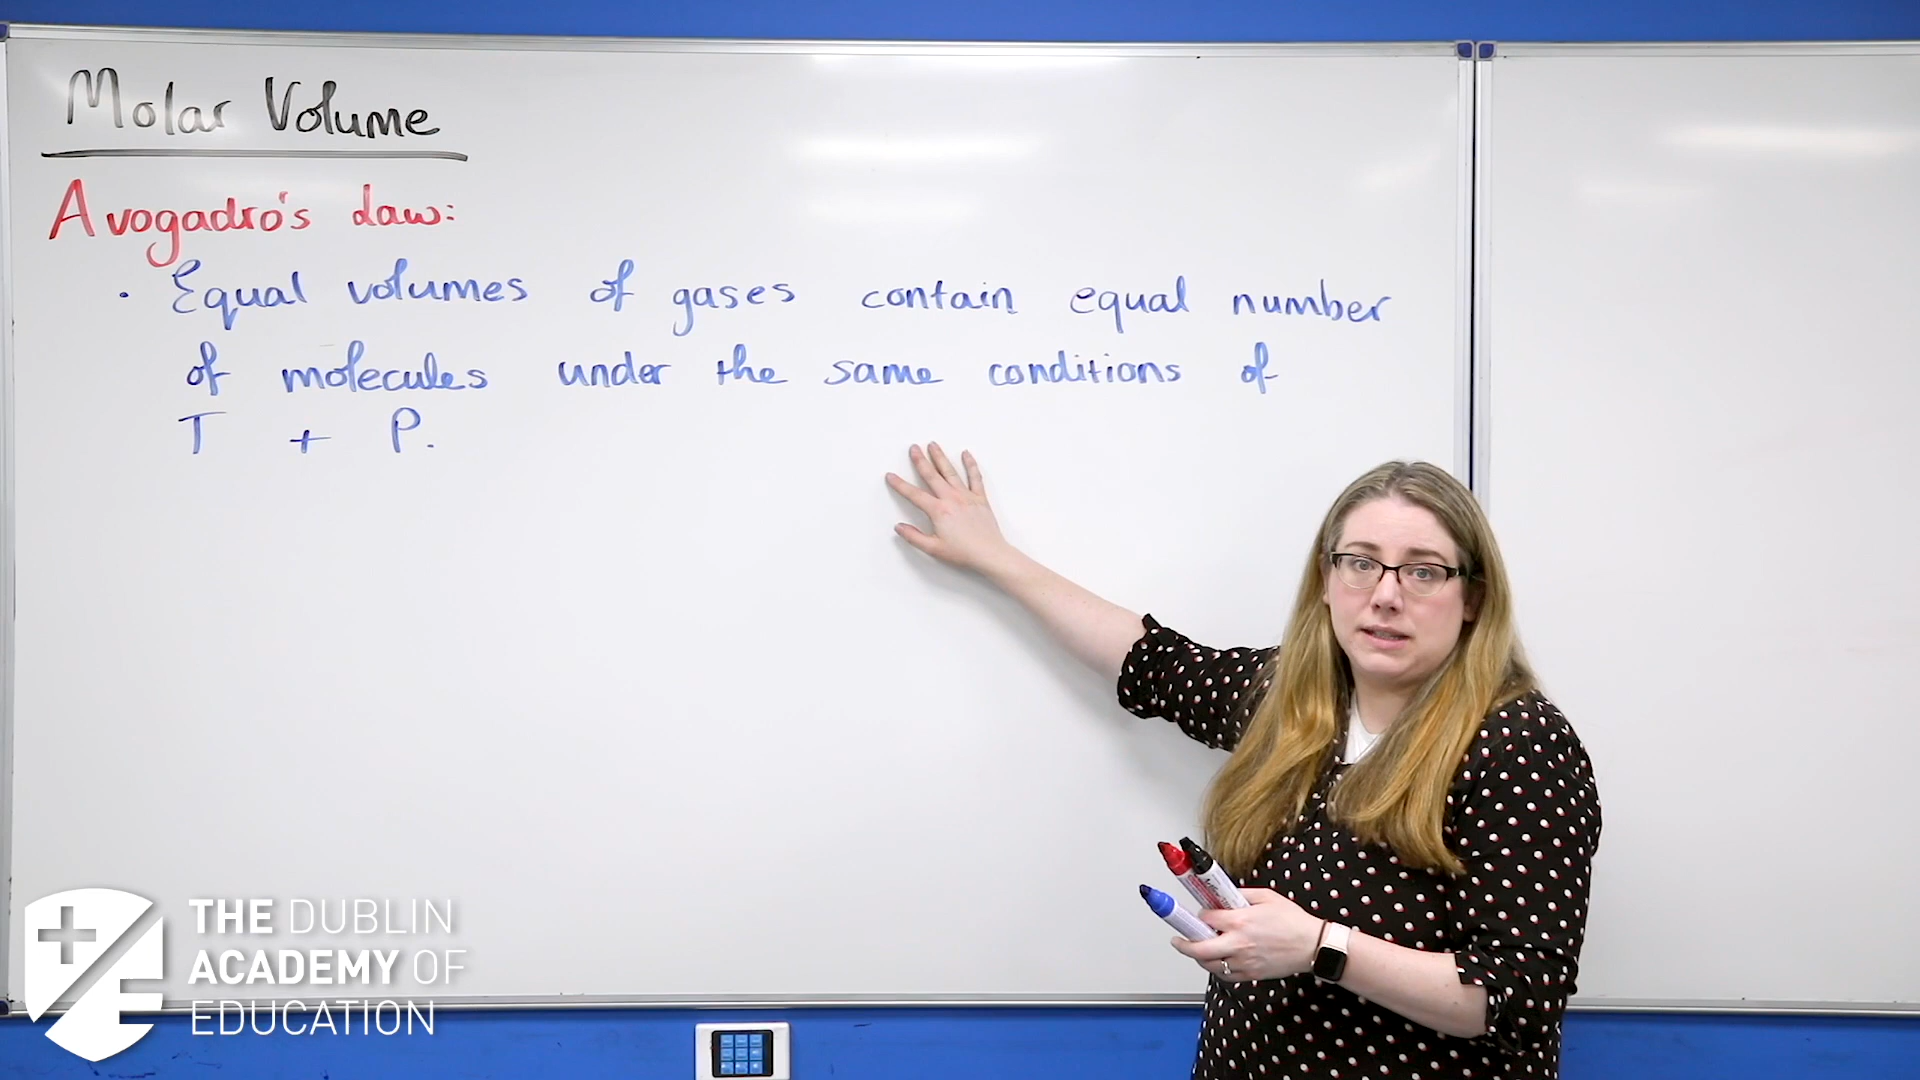 Molar Volume
Avogadro's Law:
· Equal volumes of gases contain equal number
of molecules under the same conditions of
T + P.
THE DUBLIN
ACADEMY OF
EDUCATION